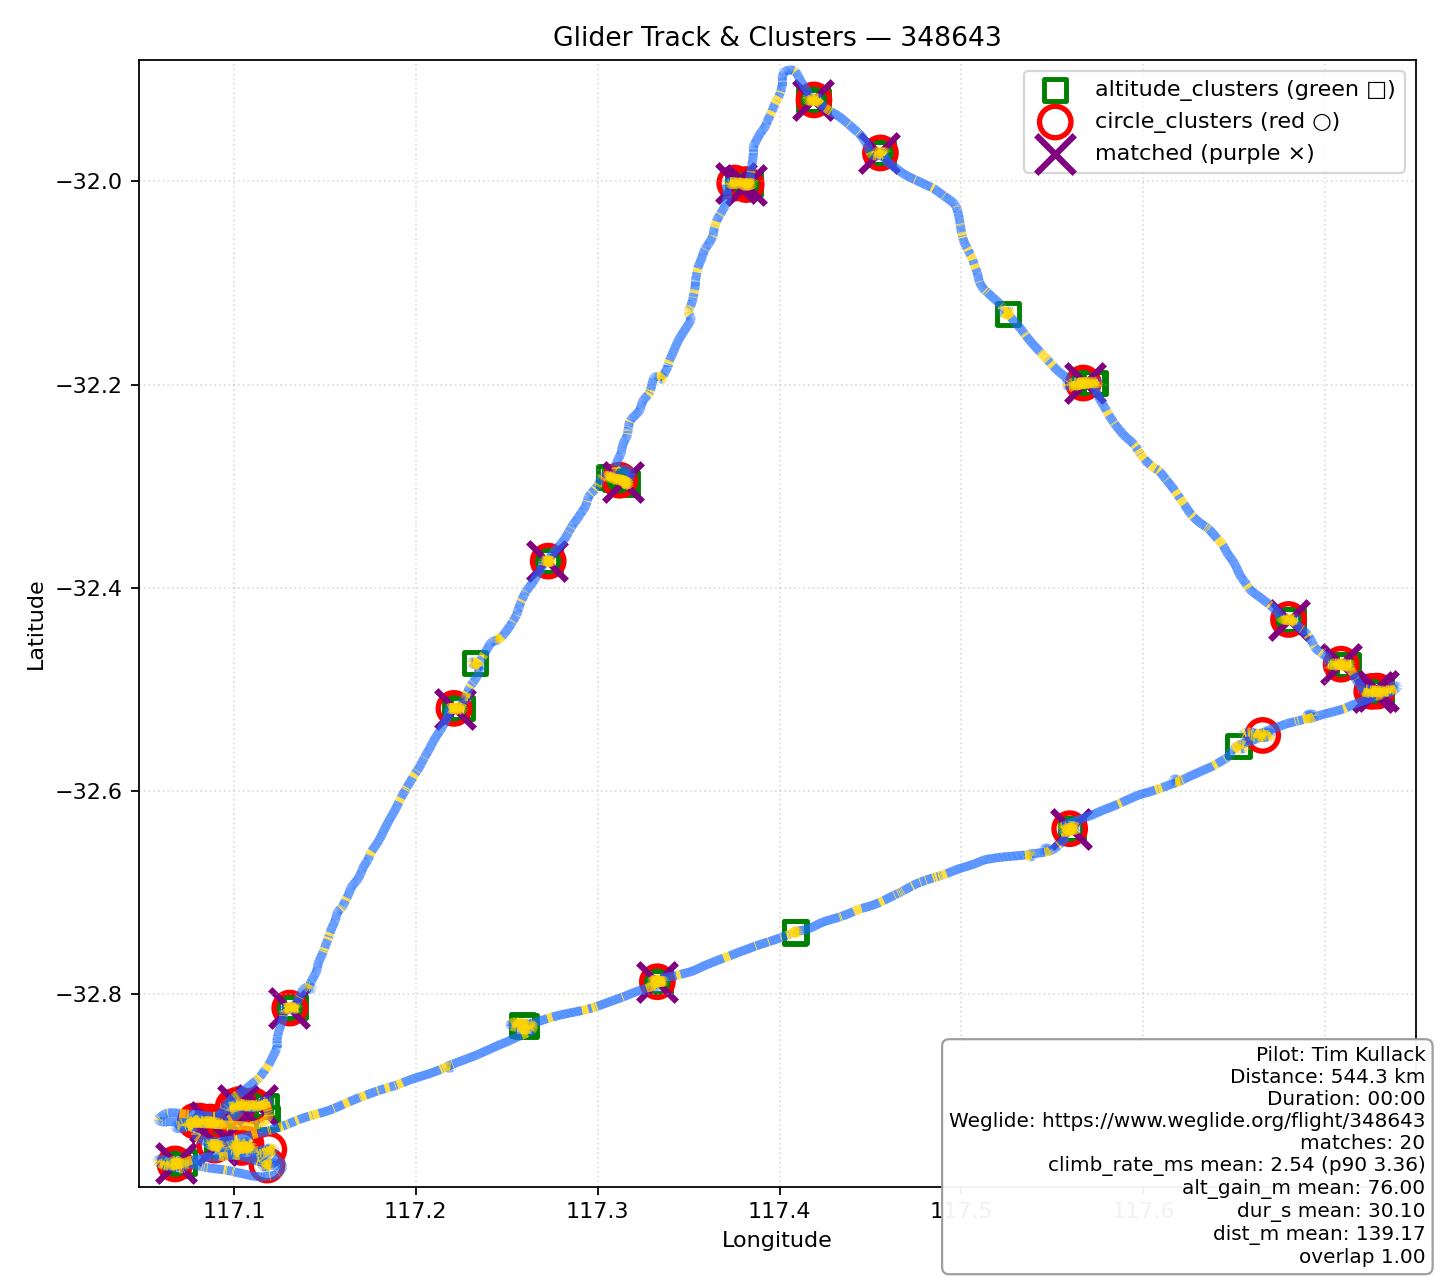 Glider Track & Clusters — 348643
altitude_clusters (green □)
circle_clusters (red ○)
matched (purple ×)
Latitude
−32.0
−32.2
−32.4
−32.6
−32.8
117.1
117.2
117.3
117.4
117.5
117.6
Longitude
Pilot: Tim Kullack
Distance: 544.3 km
Duration: 00:00
Weglide: https://www.weglide.org/flight/348643
matches: 20
climb_rate_ms mean: 2.54 (p90 3.36)
alt_gain_m mean: 76.00
dur_s mean: 30.10
dist_m mean: 139.17
overlap 1.00